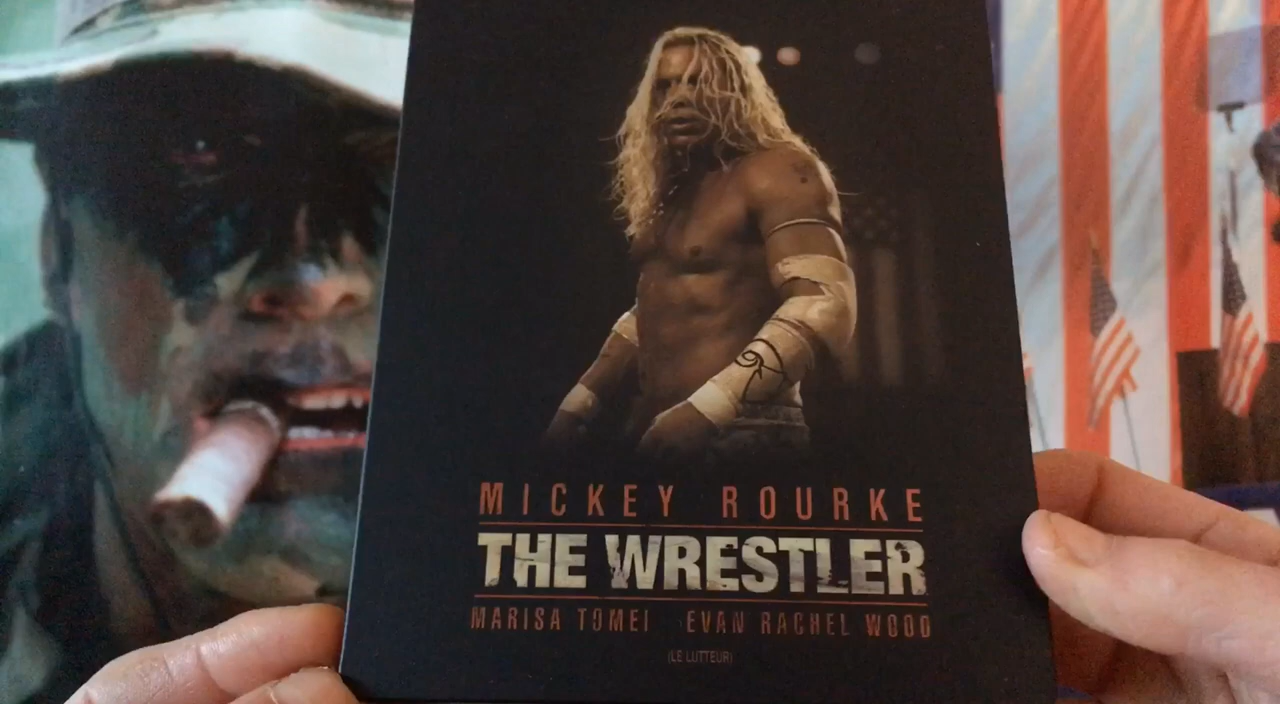 MICKEY ROURKE
THE WRESTLER
MARISA TOMEI EVAN RACHEL WOOD
(LE LUTTEUR)